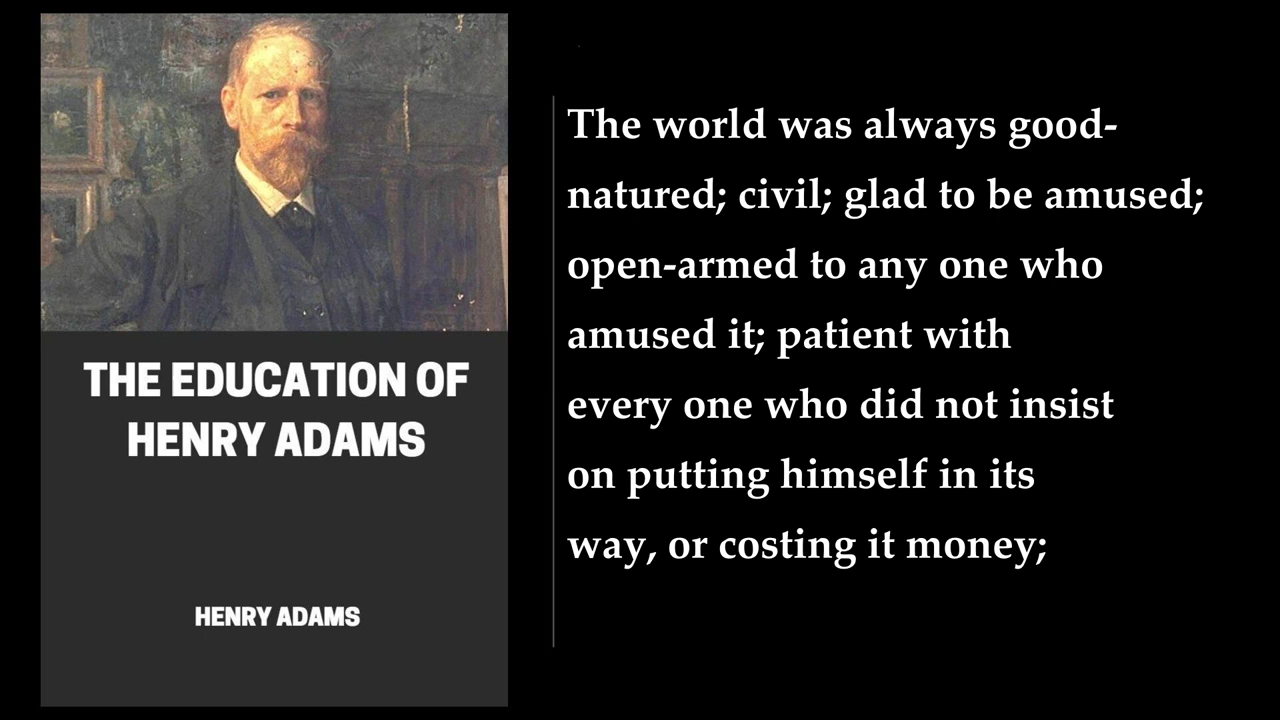 THE EDUCATION OF
HENRY ADAMS
HENRY ADAMS
The world was always good-
natured; civil; glad to be amused;
open-armed to any one who
amused it; patient with
every one who did not insist
on putting himself in its
way, or costing it money;